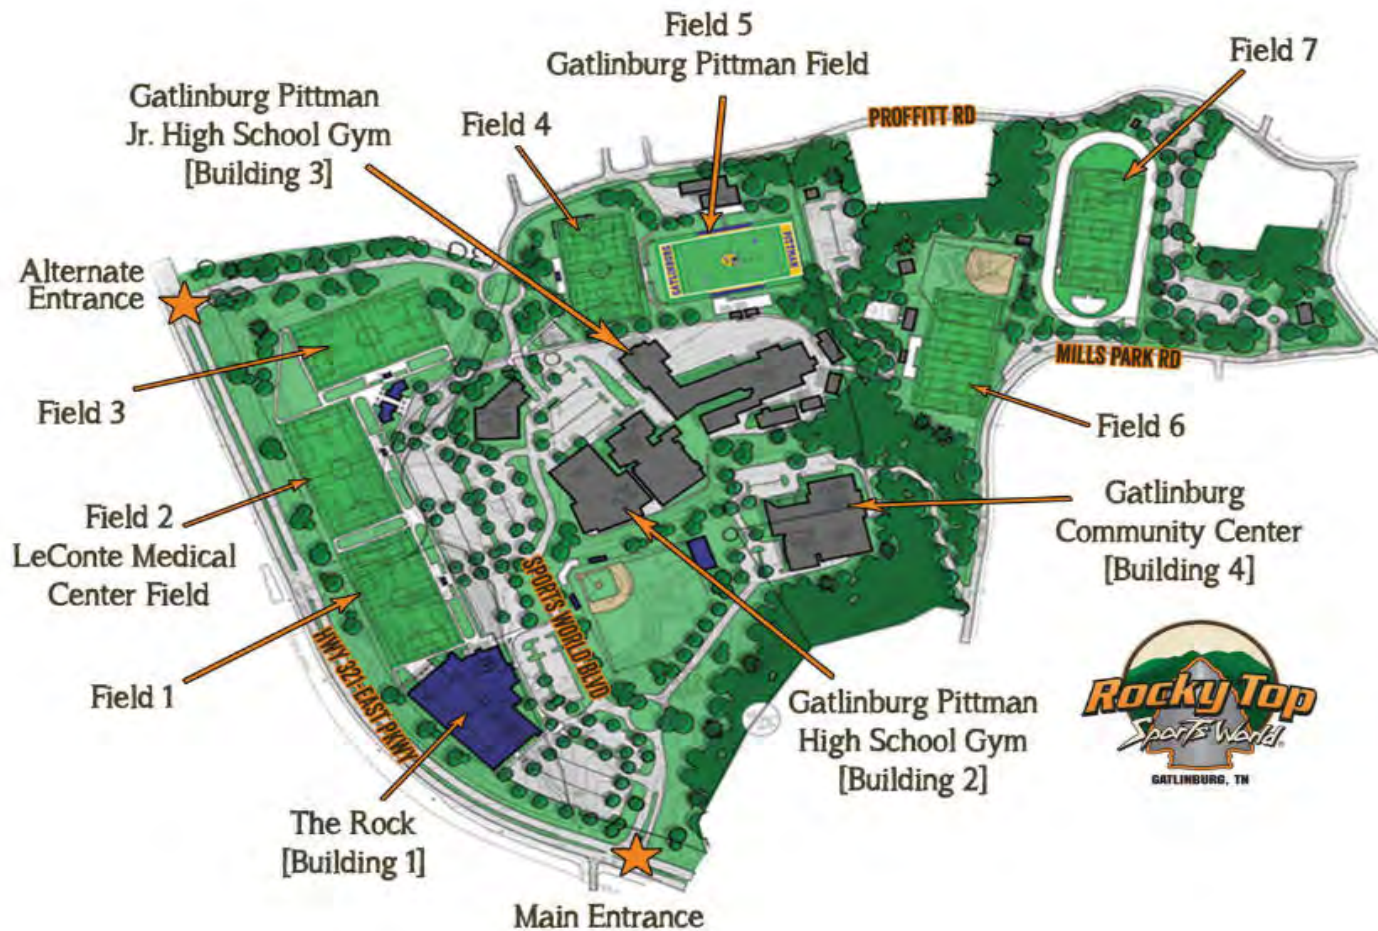 Field 5
Gatlinburg Pittman Field
Field 7
Gatlinburg Pittman
Jr. High School Gym
[Building 3]
Field 4
PROFFITT RD
PITTMAN
GATLINBURG
Alternate
Entrance
MILLS PARK RD
Field 3
Field 6
Field 2
LeConte Medical
Center Field
Gatlinburg
Community Center
[Building 4]
SPORTS WORLD BLVD
HWY 321-EAST PKWY
Field 1
Gatlinburg Pittman
High School Gym
[Building 2]
Rocky Top
Sports World
GATLINBURG, TN
The Rock
[Building 1]
Main Entrance